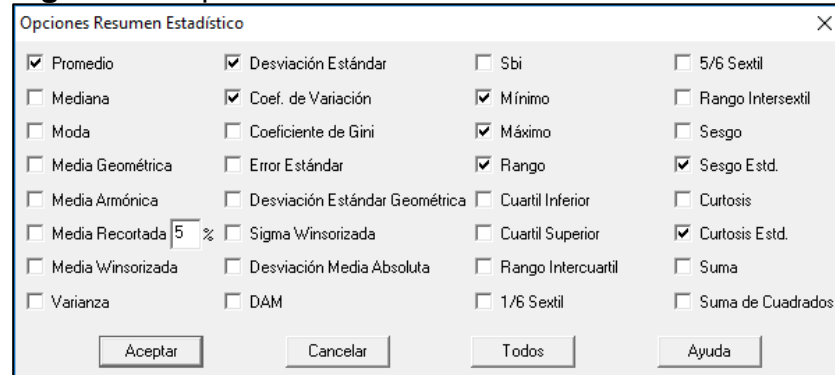 Opciones Resumen Estadístico
Promedio Desviación Estándar Sbi 5/6 Sextil
Mediana Coef. de Variación Mínimo Rango Intersextil
Moda Coeficiente de Gini Máximo Sesgo
Media Geométrica Error Estándar Rango Sesgo Estd.
Media Armónica Desviación Estándar Geométrica Cuartil Inferior Curtosis
Media Recortada 5 % Sigma Winsorizada Cuartil Superior Curtosis Estd.
Media Winsorizada Desviación Media Absoluta Rango Intercuartil Suma
Varianza DAM 1/6 Sextil Suma de Cuadrados
Aceptar Cancelar Todos Ayuda